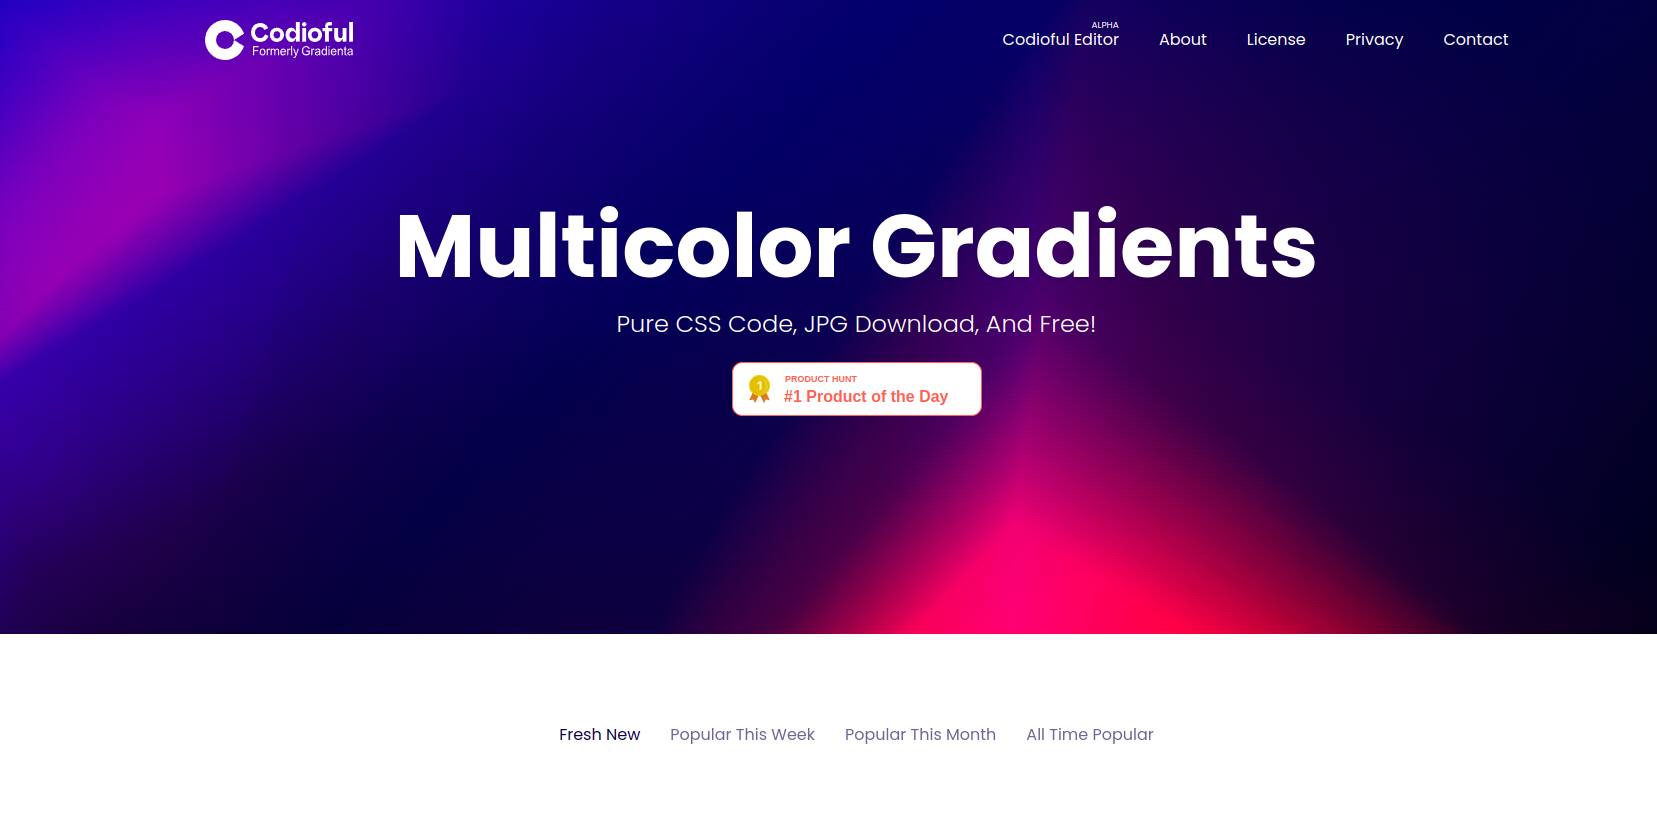 Codioful
Formerly Gradienta
ALPHA
Codioful Editor About License Privacy Contact
Multicolor Gradients
Pure CSS Code, JPG Download, And Free!
1
PRODUCT HUNT
#1 Product of the Day
Fresh New Popular This Week Popular This Month All Time Popular